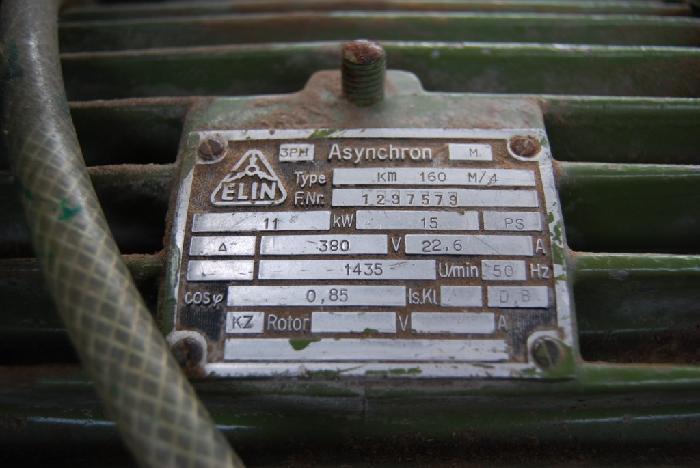 3PH Asynchron M.
ELIN
Type KM 160 M/4
F.Nr. 1297579
11 kW 15 PS
Δ 380 V 22,6 A
1435 U/min 50 Hz
cosφ 0,85 Is.Kl. D,B
KZ Rotor V A